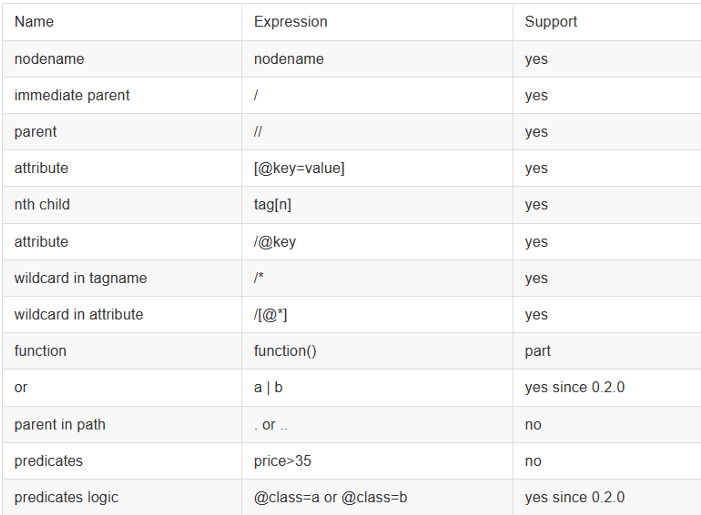 Name Expression Support
nodename nodename yes
immediate parent / yes
parent // yes
attribute [@key=value] yes
nth child tag[n] yes
attribute /@key yes
wildcard in tagname /* yes
wildcard in attribute /[@*] yes
function function() part
or a | b yes since 0.2.0
parent in path . or .. no
predicates price>35 no
predicates logic @class=a or @class=b yes since 0.2.0